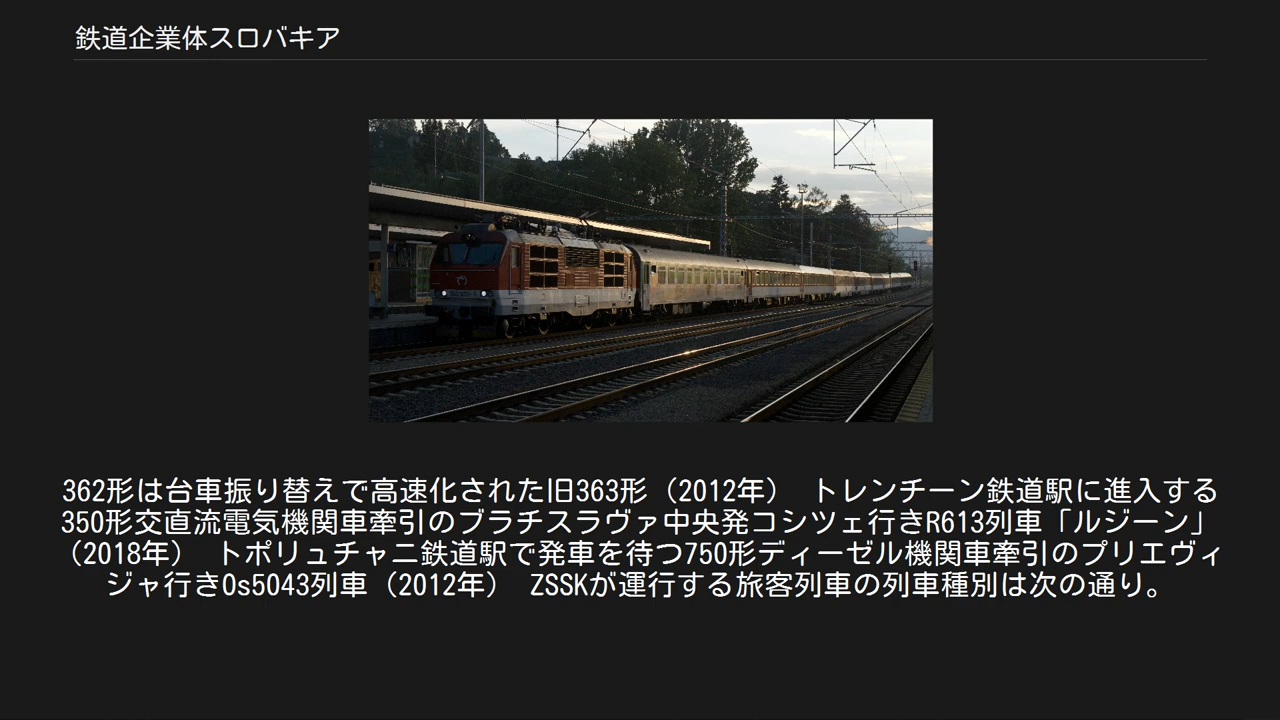 鉄道企業体スロバキア
362形は台車振り替えで高速化された旧363形（2012年） トレンチーン鉄道駅に進入する
350形交直流電気機関車牽引のブラチスラヴァ中央発コシツェ行きR613列車「ルジーン」
（2018年） トポリュチャニ鉄道駅で発車を待つ750形ディーゼル機関車牽引のプリエヴィ
ジャ行きOs5043列車（2012年） ZSSKが運行する旅客列車の列車種別は次の通り。